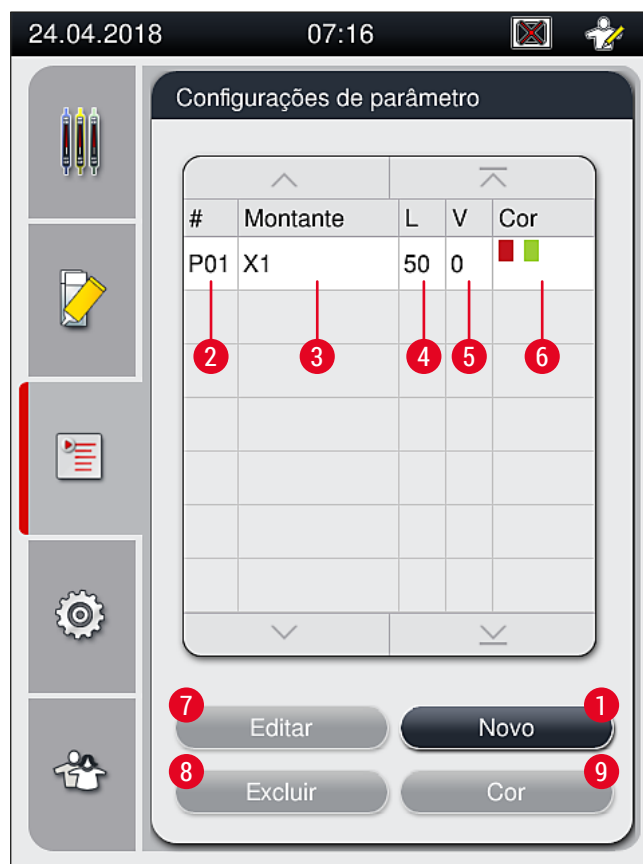 24.04.2018 07:16
Configurações de parâmetro
# Montante L V Cor
P01 X1 50 0
2 3 4 5 6
7 1
Editar Novo
8 9
Excluir Cor